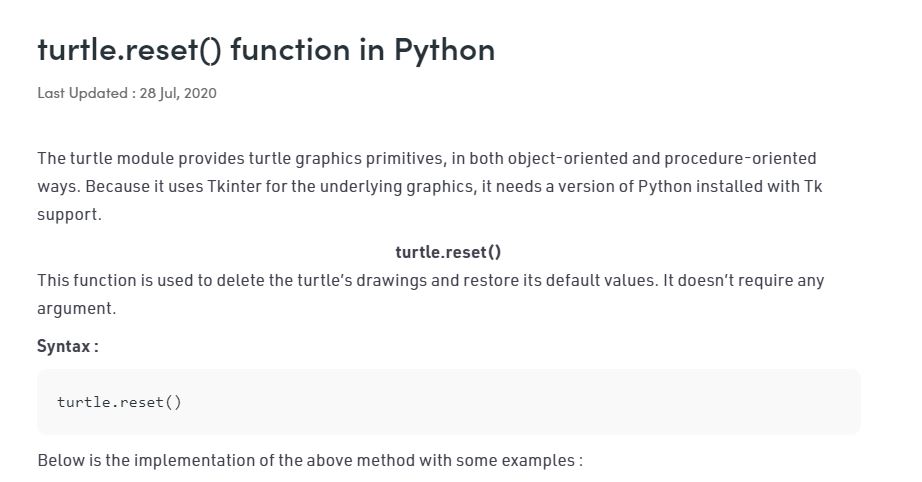 turtle.reset() function in Python
Last Updated : 28 Jul, 2020
The turtle module provides turtle graphics primitives, in both object-oriented and procedure-oriented
ways. Because it uses Tkinter for the underlying graphics, it needs a version of Python installed with Tk
support.
turtle.reset()
This function is used to delete the turtle’s drawings and restore its default values. It doesn’t require any
argument.
Syntax :
turtle.reset()
Below is the implementation of the above method with some examples :